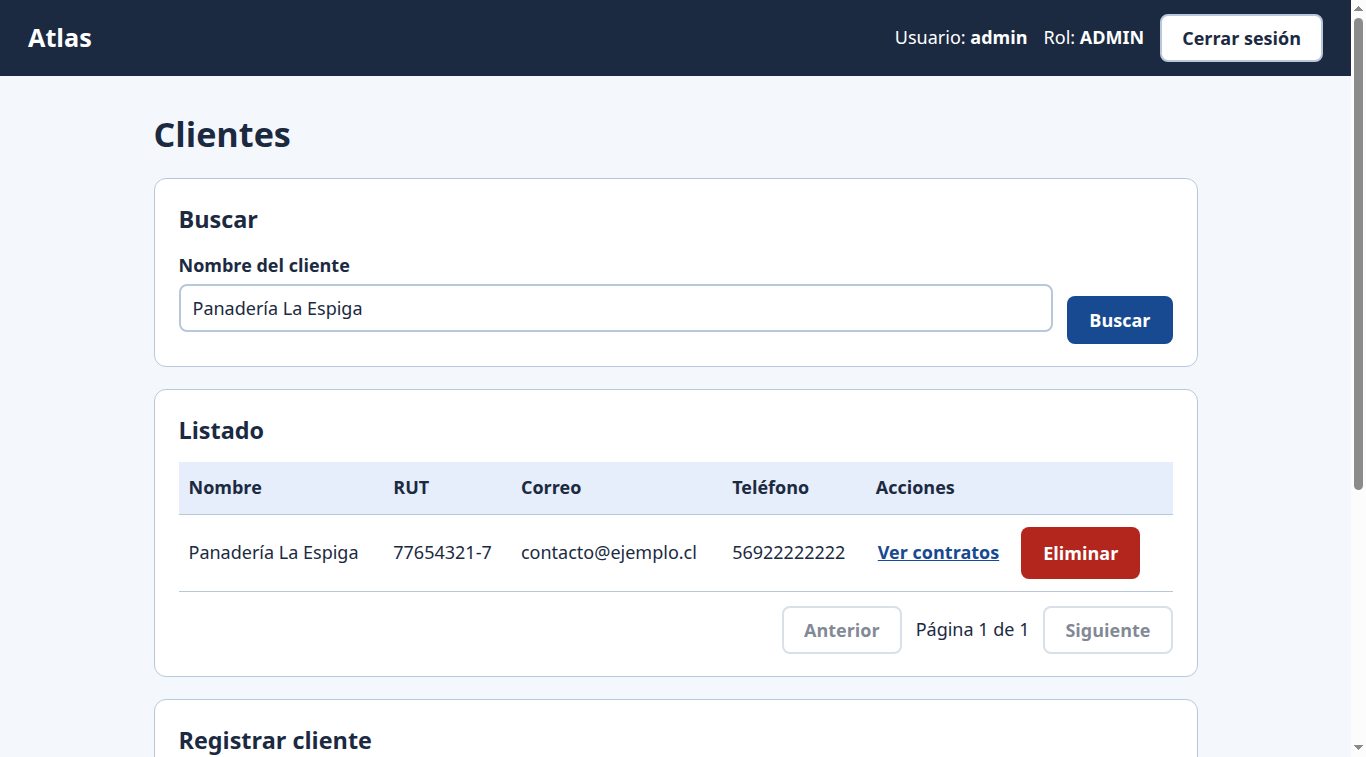 Atlas
Usuario: admin Rol: ADMIN Cerrar sesión
Clientes
Buscar
Nombre del cliente
Panadería La Espiga
Buscar
Listado
Nombre RUT Correo Teléfono Acciones
Panadería La Espiga 77654321-7 contacto@ejemplo.cl 56922222222 Ver contratos Eliminar
Anterior Página 1 de 1 Siguiente
Registrar cliente